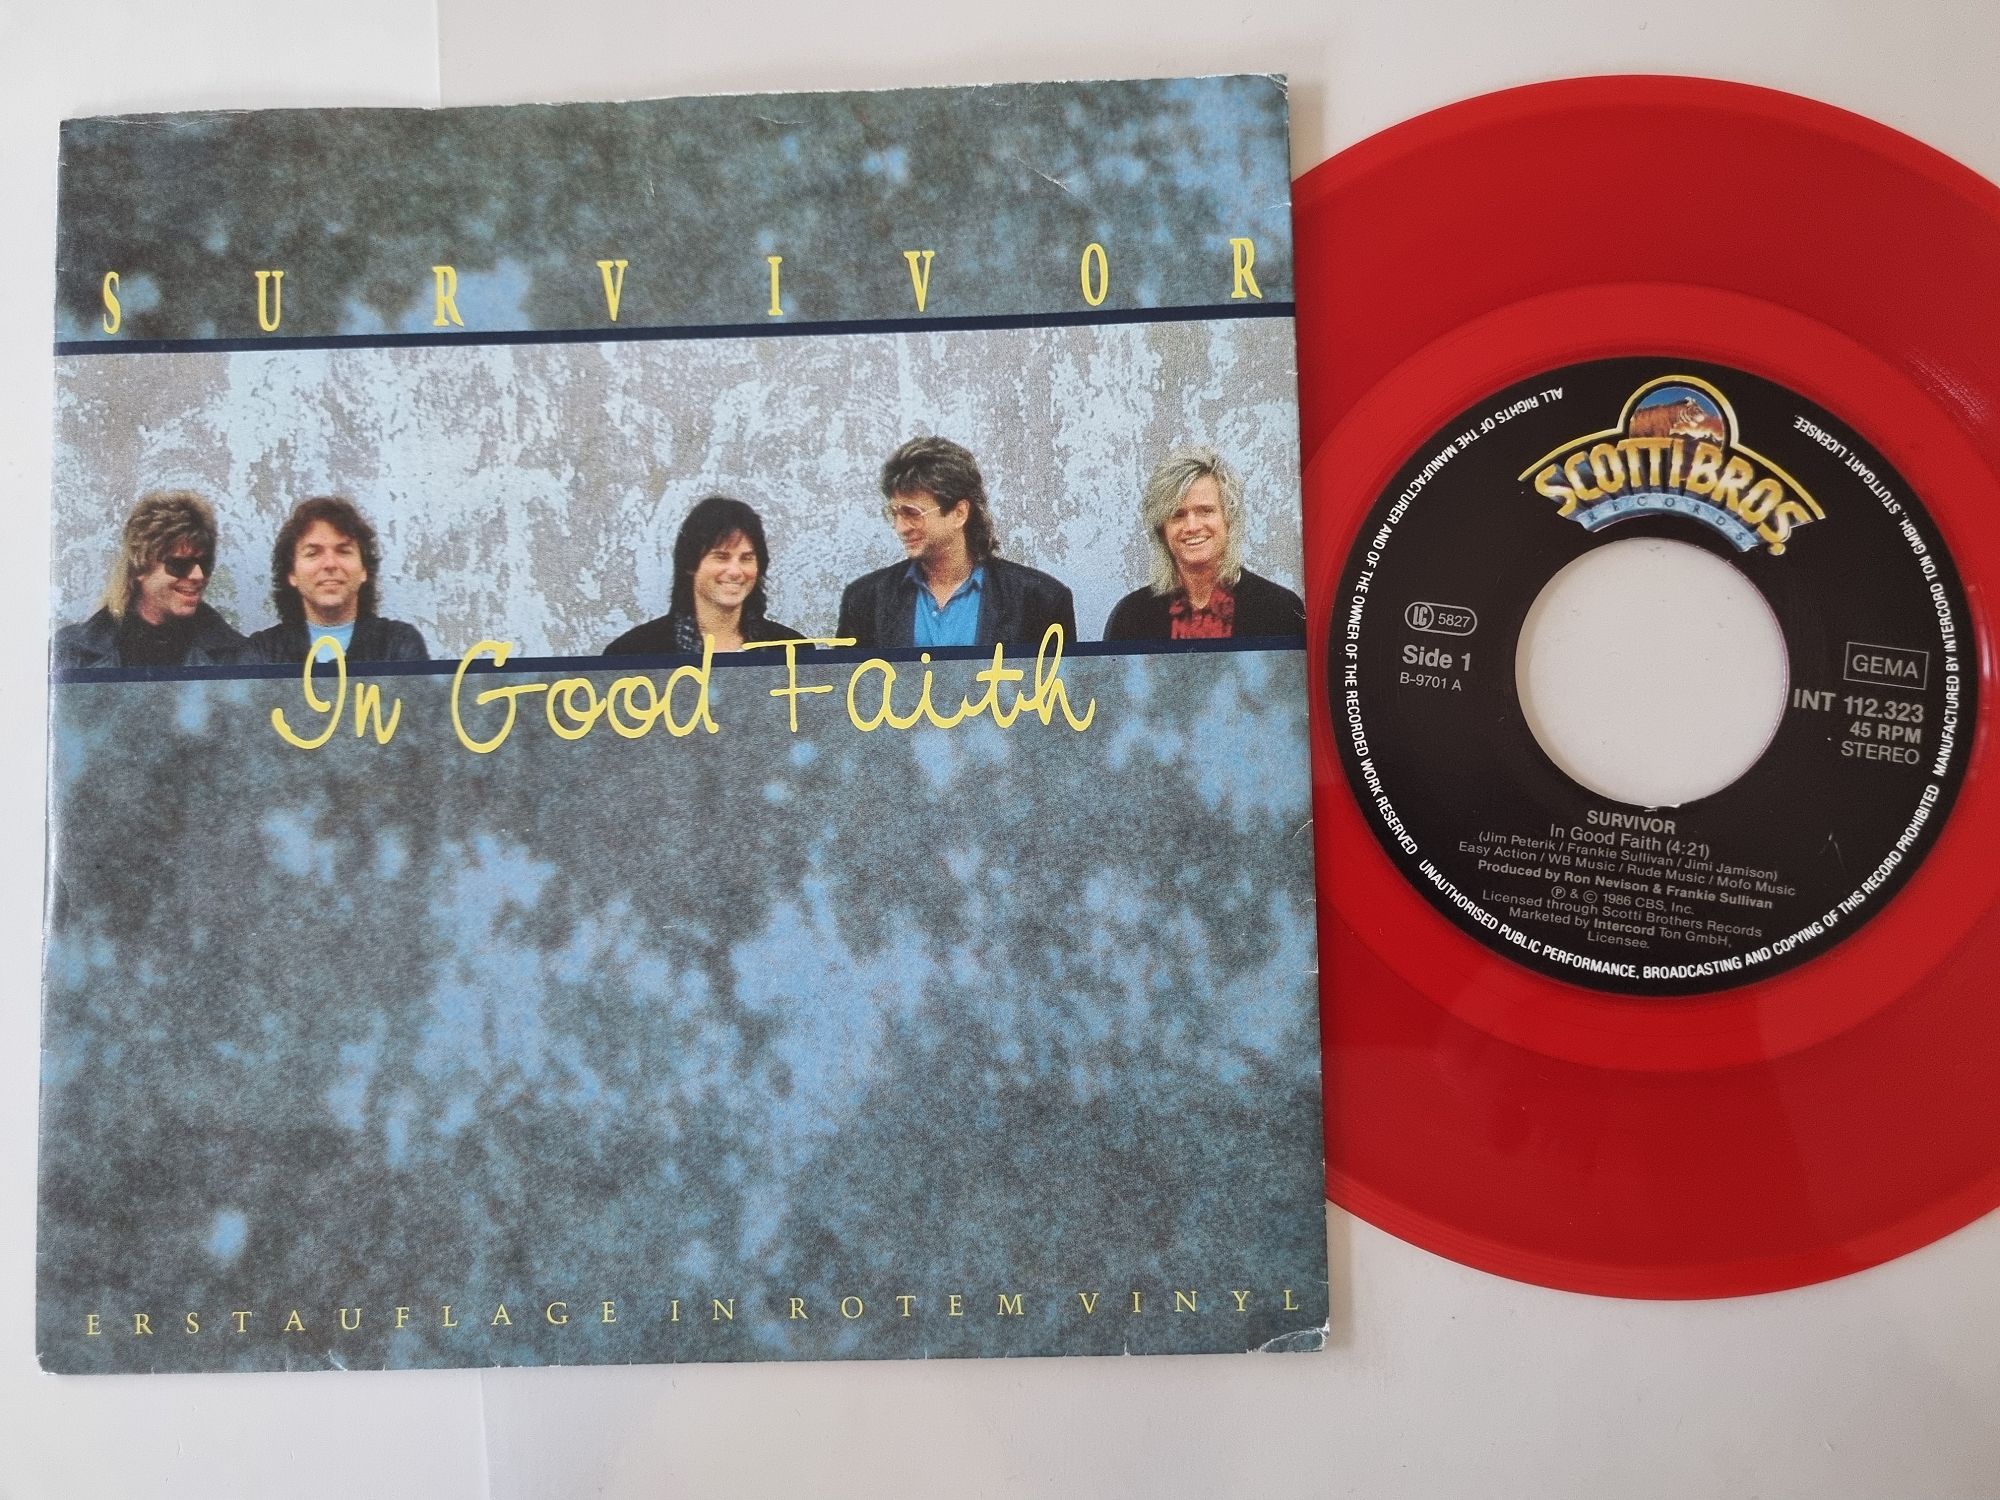 SURVIVOR
In Good Faith
ERSTAUFLAGE IN ROTEM VINYL
ALL RIGHTS OF THE MANUFACTURER AND OF THE OWNER OF THE RECORDED WORK RESERVED
UNAUTHORISED PUBLIC PERFORMANCE, BROADCASTING AND COPYING OF THIS RECORD PROHIBITED
MANUFACTURED BY INTERCORD TON GMBH, STUTTGART, LICENSEE.
SCOTTI BROS.
RECORDS
LC 5827
Side 1
B-9701 A
GEMA
INT 112.323
45 RPM
STEREO
SURVIVOR
In Good Faith (4:21)
(Jim Peterik / Frankie Sullivan / Jimi Jamison)
Easy Action / WB Music / Rude Music / Mofo Music
Produced by Ron Nevison & Frankie Sullivan
Ⓟ & © 1986 CBS, Inc.
Licensed through Scotti Brothers Records
Marketed by Intercord Ton GmbH,
Licensee.